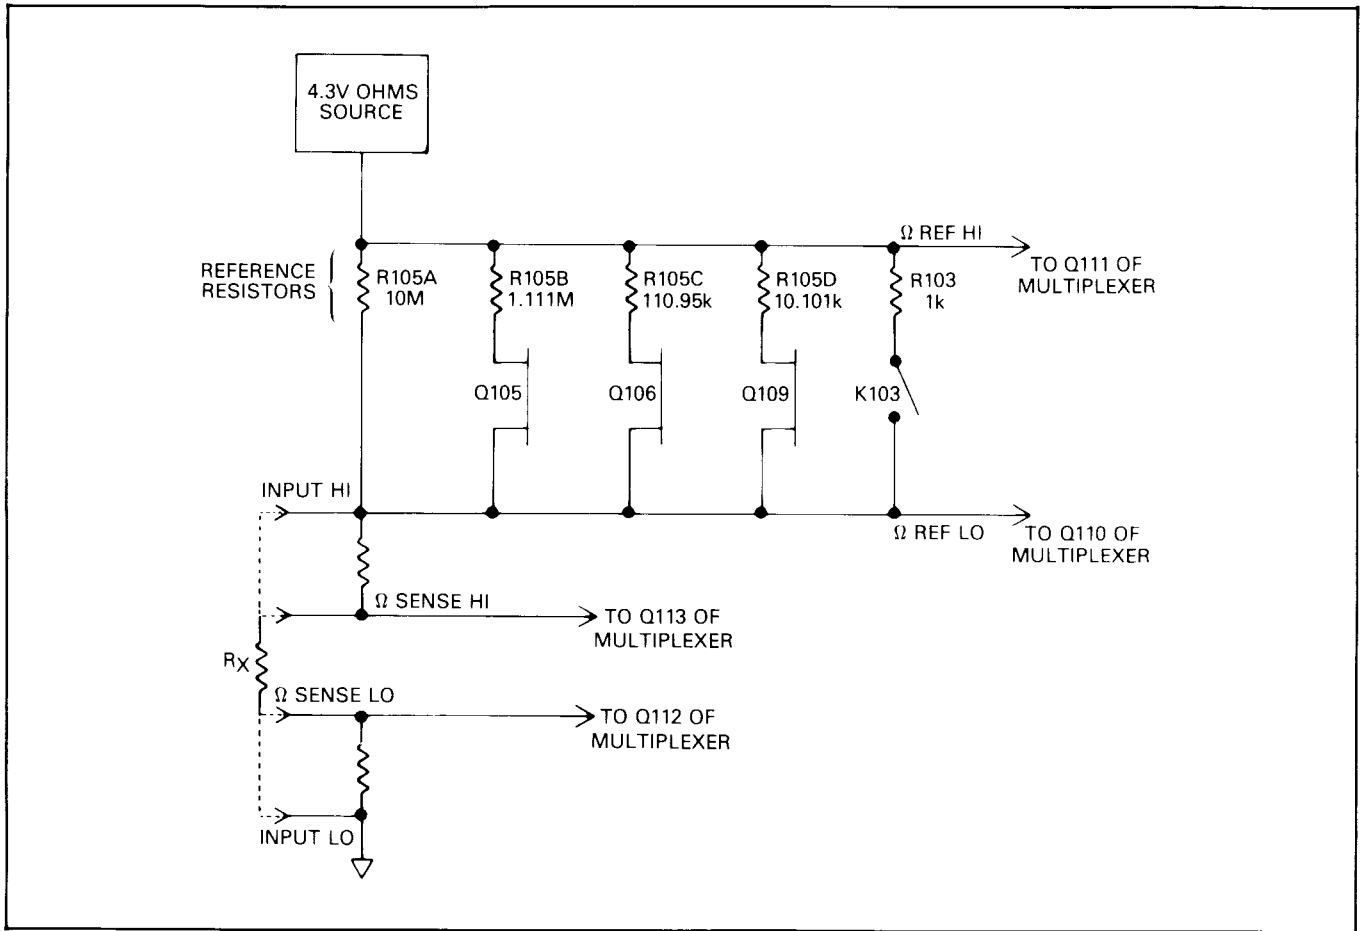 4.3V OHMS
SOURCE
REFERENCE
RESISTORS
R105A
10M
R105B
1.111M
R105C
110.95k
R105D
10.101k
R103
1k
Ω REF HI
TO Q111 OF
MULTIPLEXER
Q105
Q106
Q109
K103
INPUT HI
Ω REF LO
TO Q110 OF
MULTIPLEXER
Ω SENSE HI
TO Q113 OF
MULTIPLEXER
RX
Ω SENSE LO
TO Q112 OF
MULTIPLEXER
INPUT LO